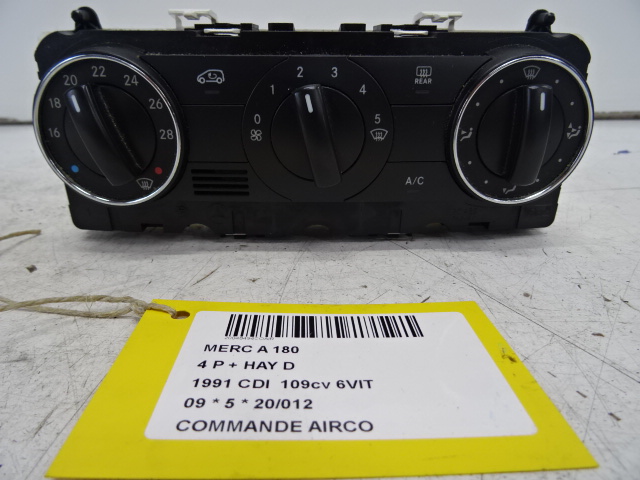 16 18 20 22 24 26 28
0 1 2 3 4 5
REAR
A/C
MERC A 180
4 P + HAY D
1991 CDI 109cv 6VIT
09 * 5 * 20/012
COMMANDE AIRCO